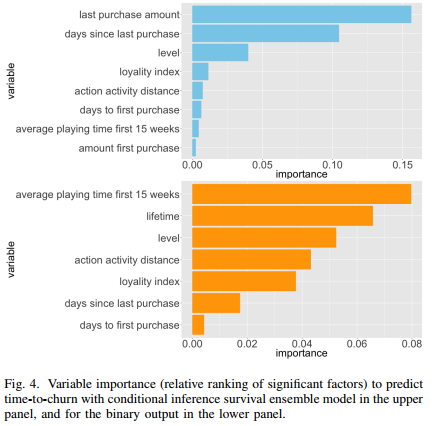 last purchase amount
days since last purchase
level
loyality index
action activity distance
days to first purchase
average playing time first 15 weeks
amount first purchase
variable
0.00 0.05 0.10 0.15
importance
average playing time first 15 weeks
lifetime
level
action activity distance
loyality index
days since last purchase
days to first purchase
variable
0.00 0.02 0.04 0.06 0.08
importance
Fig. 4. Variable importance (relative ranking of significant factors) to predict
time-to-churn with conditional inference survival ensemble model in the upper
panel, and for the binary output in the lower panel.